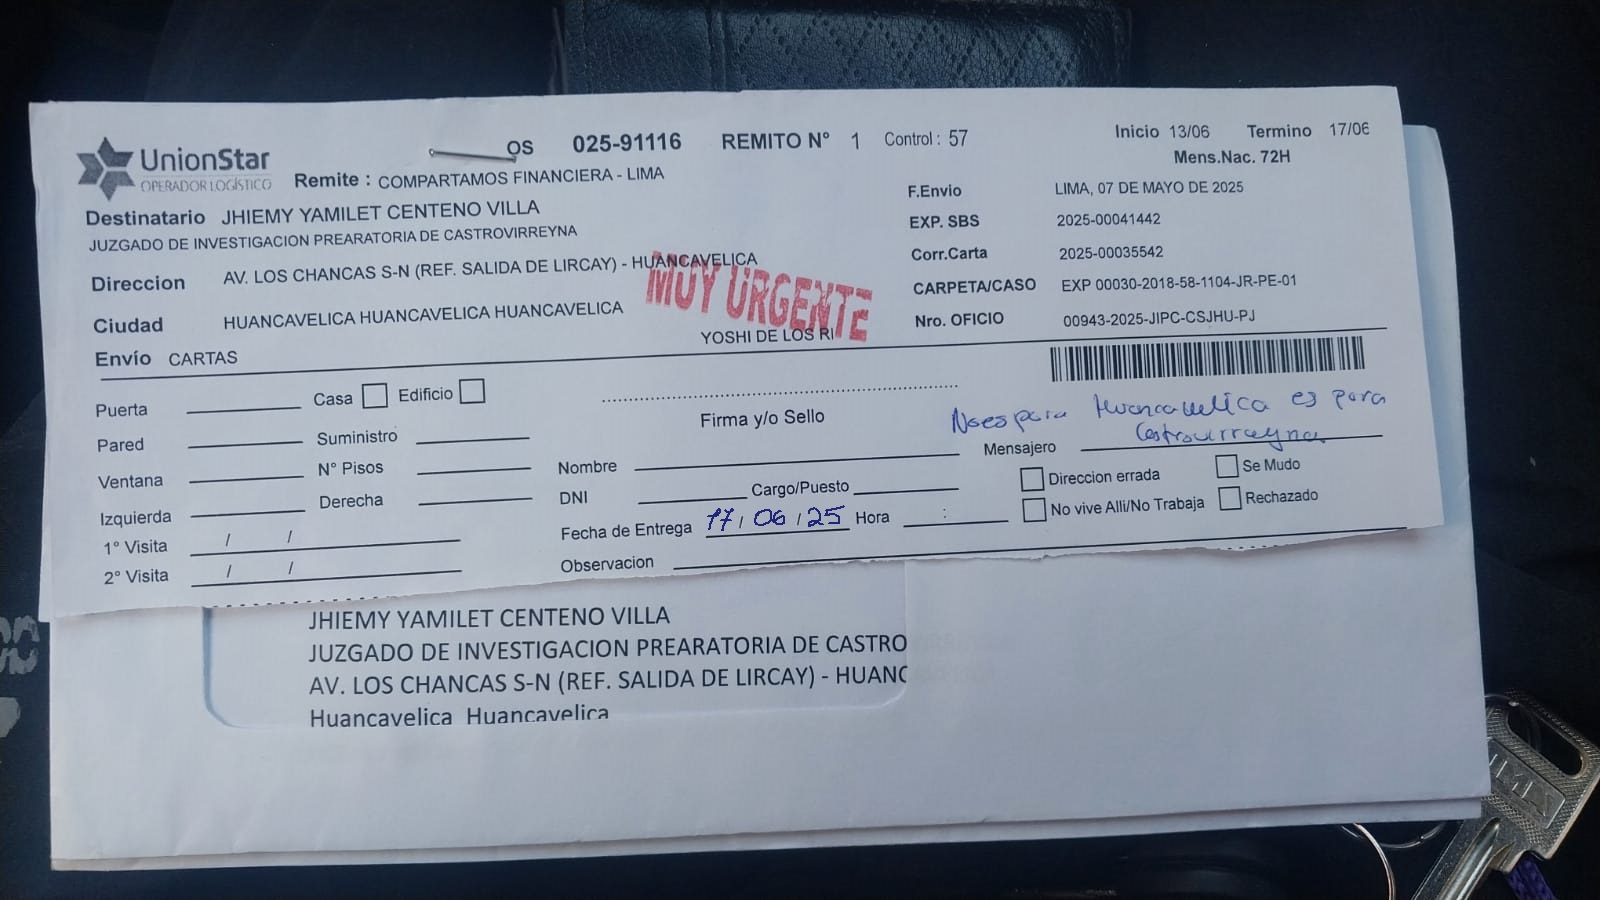 UnionStar
OPERADOR LOGÍSTICO
OS 025-91116 REMITO N° 1 Control : 57
Inicio 13/06 Termino 17/06
Mens.Nac. 72H
Remite : COMPARTAMOS FINANCIERA - LIMA
Destinatario JHIEMY YAMILET CENTENO VILLA
JUZGADO DE INVESTIGACION PREARATORIA DE CASTROVIRREYNA
Direccion AV. LOS CHANCAS S-N (REF. SALIDA DE LIRCAY) - HUANCAVELICA
Ciudad HUANCAVELICA HUANCAVELICA HUANCAVELICA
Envío CARTAS
MUY URGENTE
YOSHI DE LOS RI
F.Envio LIMA, 07 DE MAYO DE 2025
EXP. SBS 2025-00041442
Corr.Carta 2025-00035542
CARPETA/CASO EXP 00030-2018-58-1104-JR-PE-01
Nro. OFICIO 00943-2025-JIPC-CSJHU-PJ
Puerta Casa Edificio
Pared Suministro
Ventana N° Pisos
Izquierda Derecha
1° Visita / /
2° Visita / /
Firma y/o Sello
Nombre
DNI Cargo/Puesto
Fecha de Entrega 17/06/25 Hora :
Observacion
No es para Huancavelica es para
Castrovirreyna
Mensajero
Direccion errada Se Mudo
No vive Alli/No Trabaja Rechazado
JHIEMY YAMILET CENTENO VILLA
JUZGADO DE INVESTIGACION PREARATORIA DE CASTRO
AV. LOS CHANCAS S-N (REF. SALIDA DE LIRCAY) - HUANC
Huancavelica Huancavelica